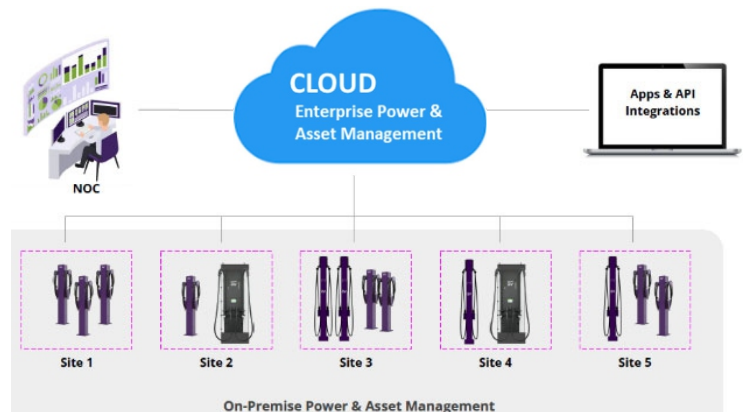 CLOUD
Enterprise Power &
Asset Management
Apps & API
Integrations
NOC
Site 1
Site 2
Site 3
Site 4
Site 5
On-Premise Power & Asset Management